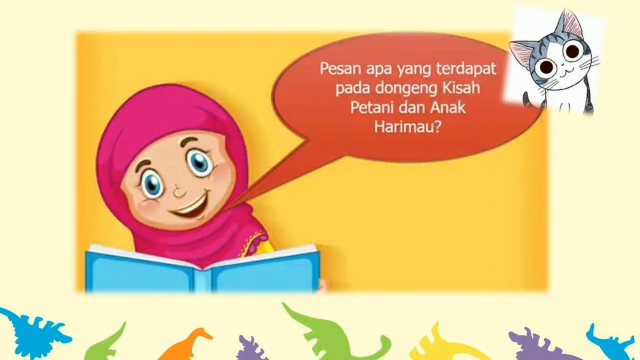 Pesan apa yang terdapat
pada dongeng Kisah
Petani dan Anak
Harimau?